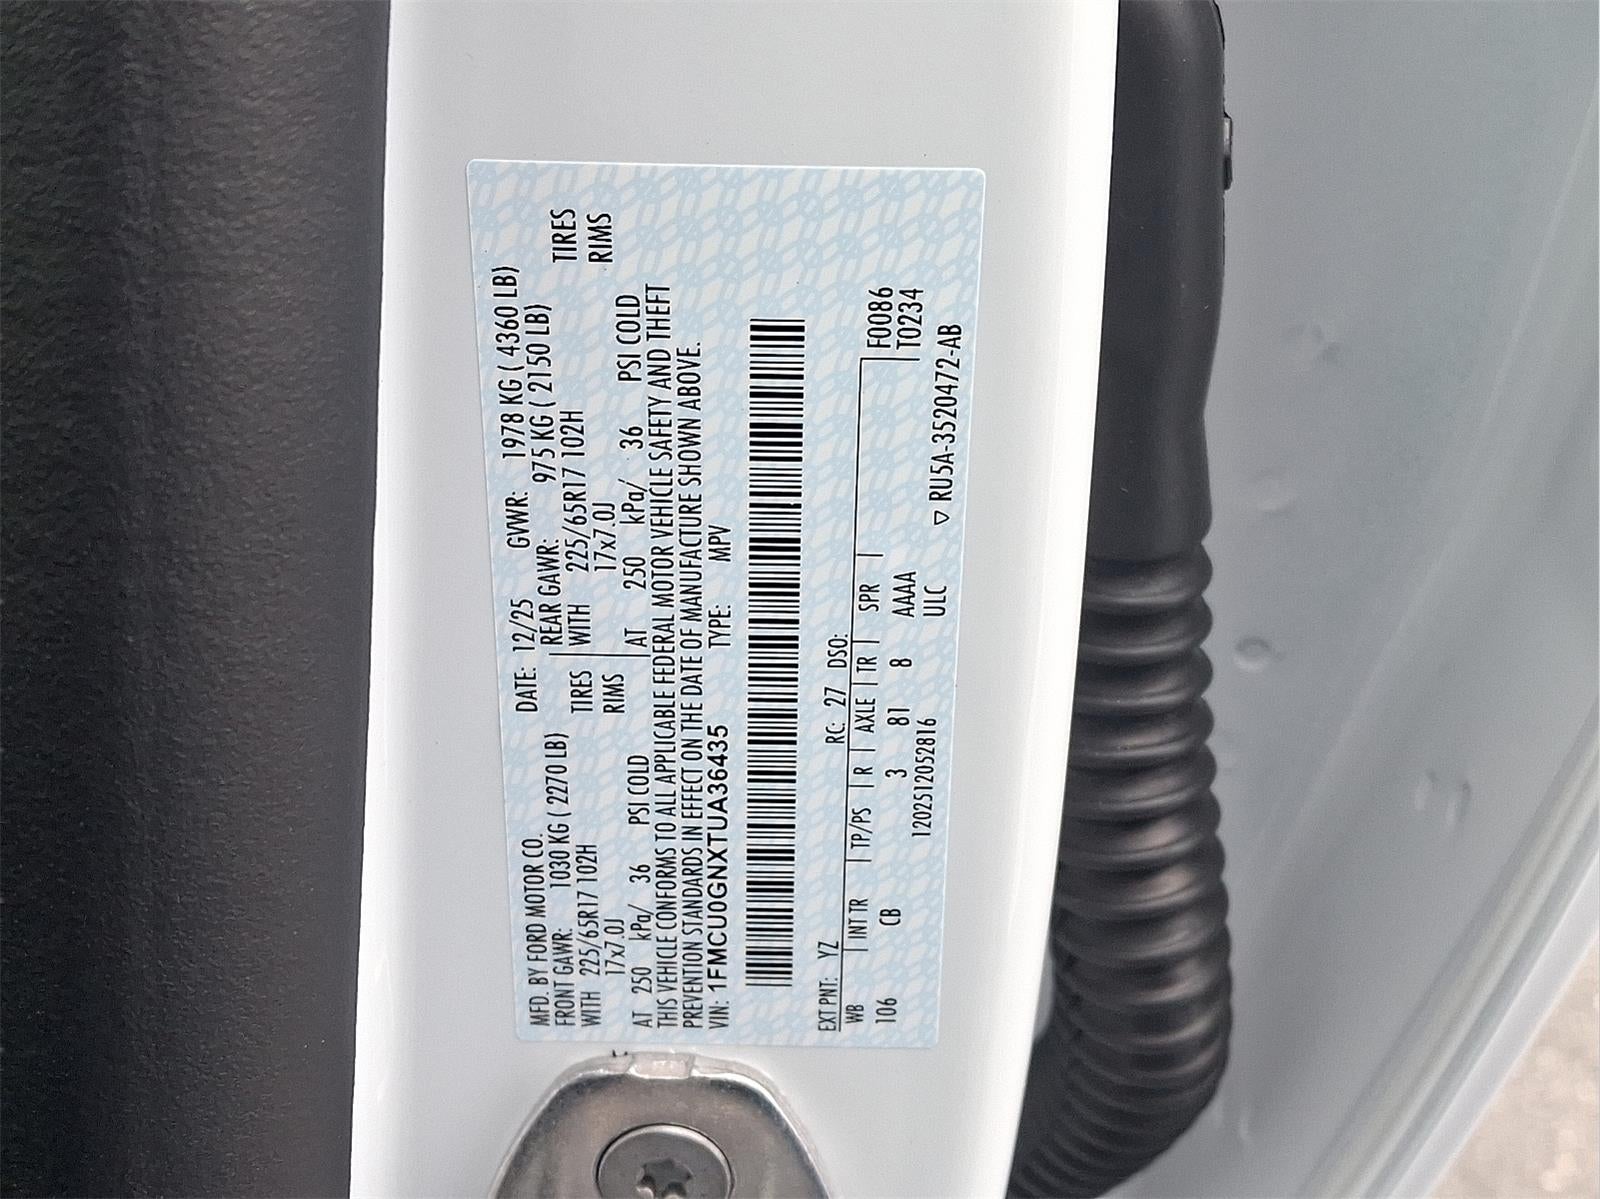 MFD. BY FORD MOTOR CO. DATE: 12/25 GVWR: 1978 KG ( 4360 LB)
FRONT GAWR: 1030 KG ( 2270 LB) REAR GAWR: 975 KG ( 2150 LB)
WITH 225/65R17 102H TIRES WITH 225/65R17 102H TIRES
17x7.0J RIMS 17x7.0J RIMS
AT 250 kPa/ 36 PSI COLD AT 250 kPa/ 36 PSI COLD
THIS VEHICLE CONFORMS TO ALL APPLICABLE FEDERAL MOTOR VEHICLE SAFETY AND THEFT
PREVENTION STANDARDS IN EFFECT ON THE DATE OF MANUFACTURE SHOWN ABOVE.
VIN: 1FMCU0GNXTUA36435 TYPE: MPV
EXT PNT: YZ RC: 27 DSO: F0086
WB INT TR TP/PS R AXLE TR SPR T0234
106 CB 3 81 8 AAAA
120251205281​6 ULC ▽ RU5A-3520472-AB